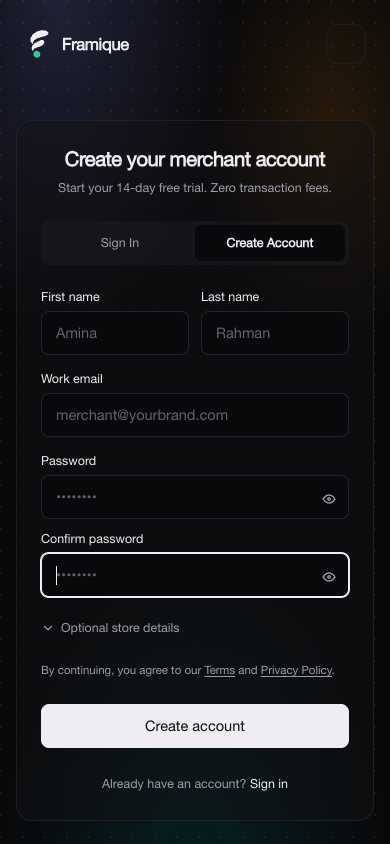 Framique
Create your merchant account
Start your 14-day free trial. Zero transaction fees.
Sign In
Create Account
First name
Last name
Amina
Rahman
Work email
merchant@yourbrand.com
Password
••••••••
Confirm password
••••••••
Optional store details
By continuing, you agree to our Terms and Privacy Policy.
Create account
Already have an account? Sign in